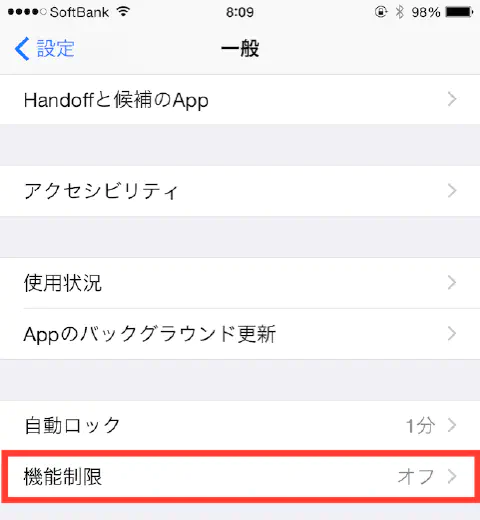 SoftBank 8:09 98%
設定 一般
Handoffと候補のApp
アクセシビリティ
使用状況
Appのバックグラウンド更新
自動ロック 1分
機能制限 オフ